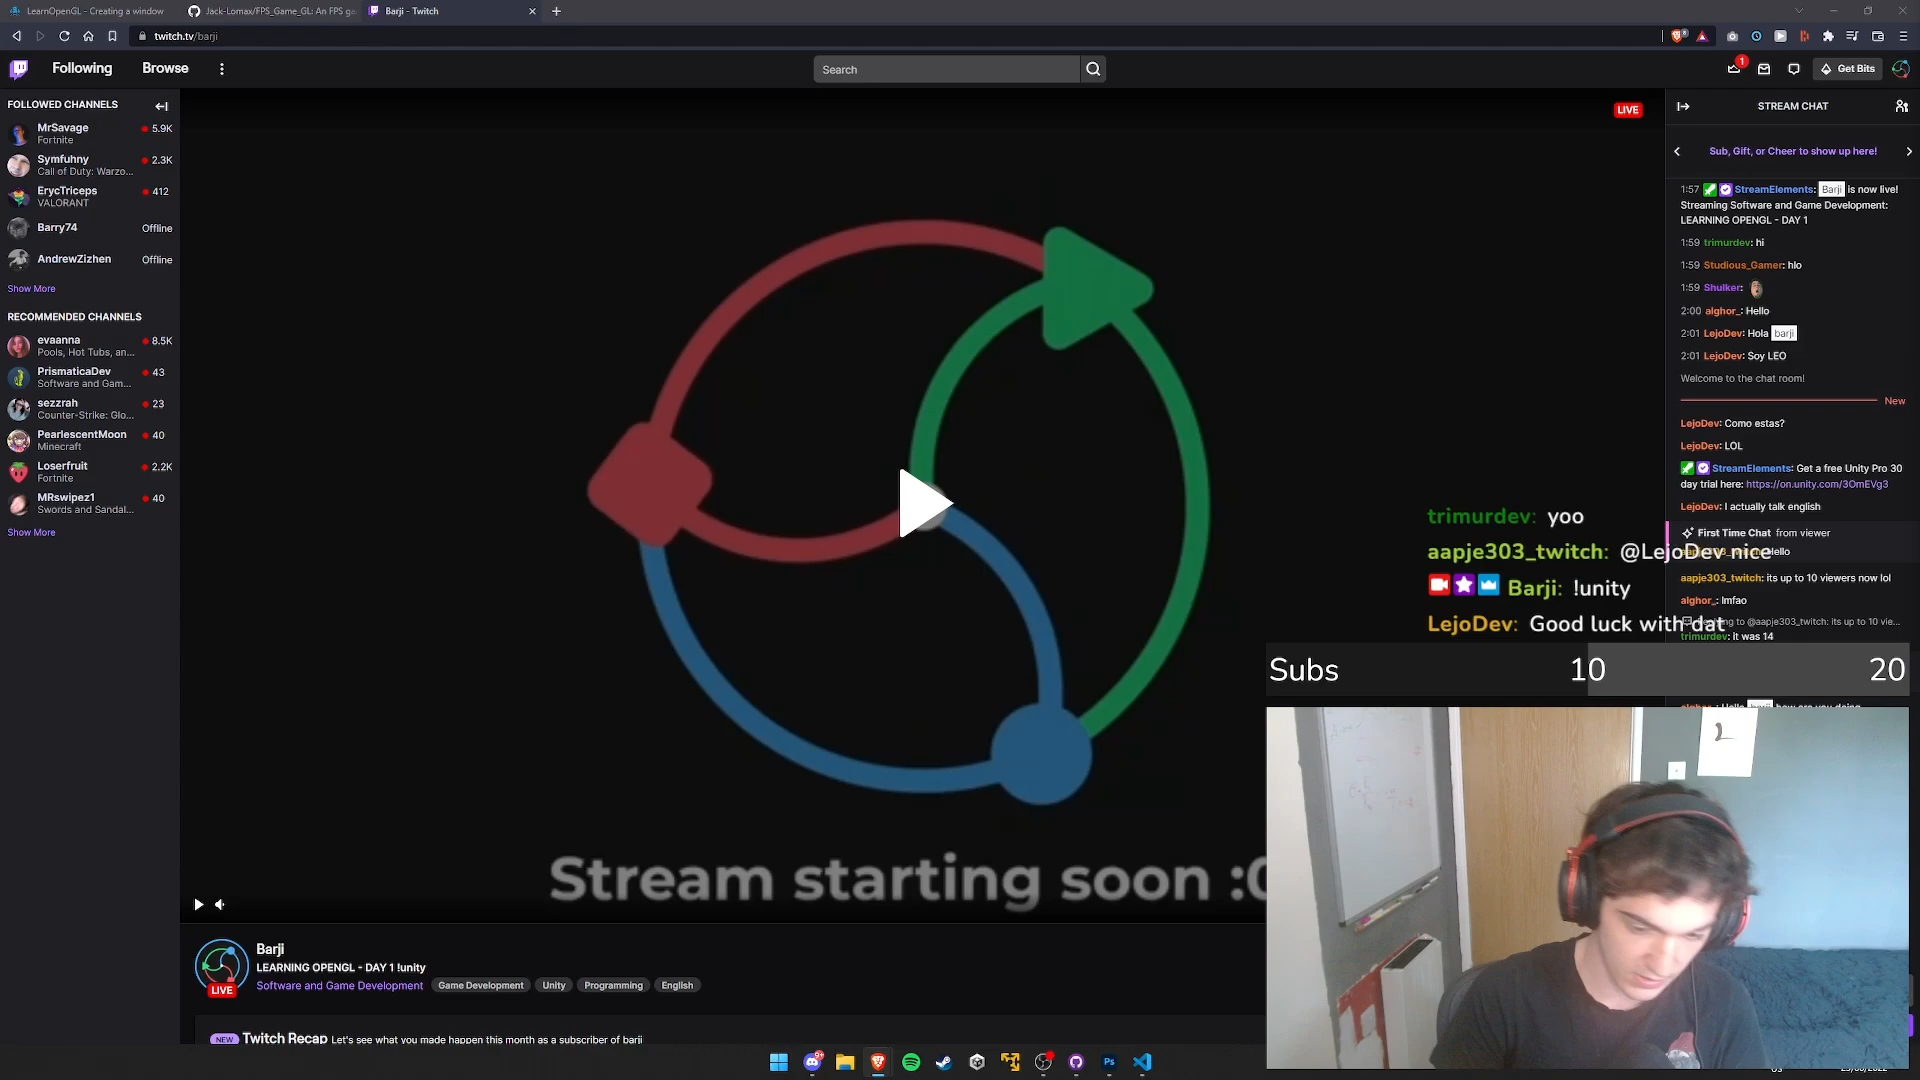 LearnOpenGL - Creating a window
Jack-Lomax/FPS_Game_GL: An FPS ga
Barji - Twitch
twitch.tv/barji
Following
Browse
Search
1
Get Bits
FOLLOWED CHANNELS
MrSavage
5.9K
Fortnite
Symfuhny
2.3K
Call of Duty: Warzo...
ErycTriceps
412
VALORANT
Barry74
Offline
AndrewZizhen
Offline
Show More
RECOMMENDED CHANNELS
evaanna
8.5K
Pools, Hot Tubs, an...
PrismaticaDev
43
Software and Gam...
sezzrah
23
Counter-Strike: Glo...
PearlescentMoon
40
Minecraft
Loserfruit
2.2K
Fortnite
MRswipez1
40
Swords and Sandal...
Show More
LIVE
Stream starting soon :0
Barji
LEARNING OPENGL - DAY 1 !unity
LIVE
Software and Game Development
Game Development
Unity
Programming
English
NEW Twitch Recap Let's see what you made happen this month as a subscriber of barji
STREAM CHAT
Sub, Gift, or Cheer to show up here!
1:57 StreamElements: Barji is now live!
Streaming Software and Game Development:
LEARNING OPENGL - DAY 1
1:59 trimurdev: hi
1:59 Studious_Gamer: hlo
1:59 Shulker:
2:00 alghor_: Hello
2:01 LejoDev: Hola barji
2:01 LejoDev: Soy LEO
Welcome to the chat room!
New
LejoDev: Como estas?
LejoDev: LOL
StreamElements: Get a free Unity Pro 30
day trial here: https://on.unity.com/3OmEVg3
LejoDev: I actually talk english
First Time Chat from viewer
Hello
aapje303_twitch: its up to 10 viewers now lol
alghor_: lmfao
to @aapje303_twitch: its up to 10 vie...
trimurdev: it was 14
trimurdev: yoo
aapje303_twitch: @LejoDev nice
Barji: !unity
LejoDev: Good luck with dat
Subs
10
20
L